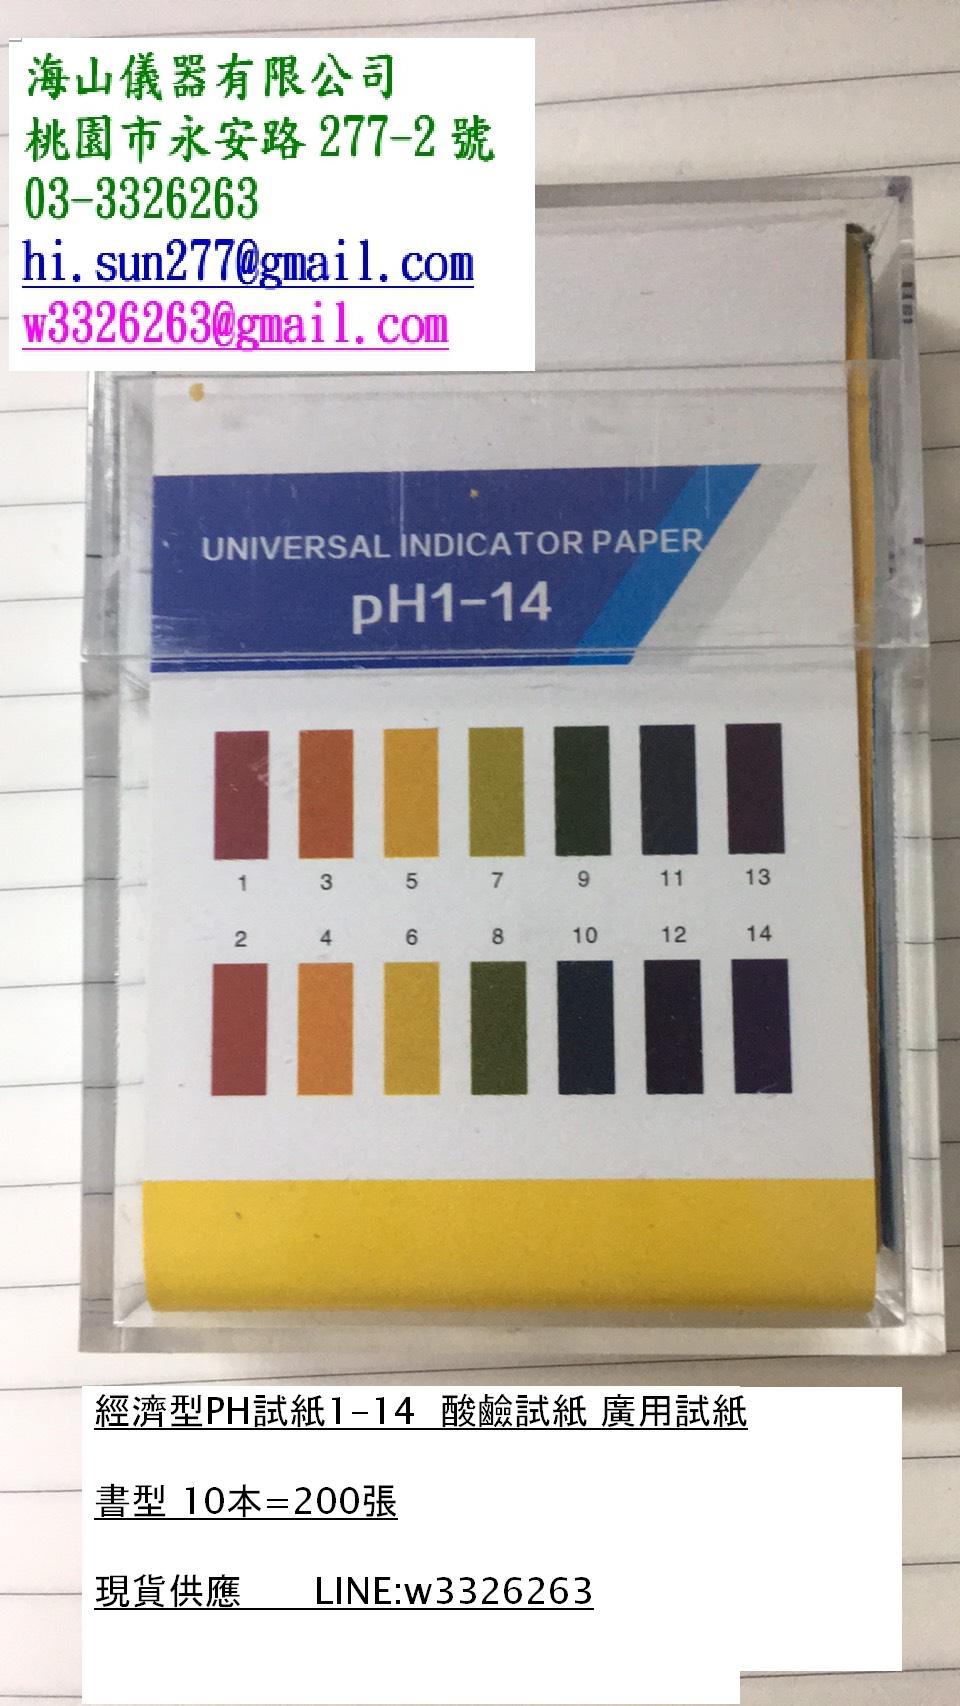 海山儀器有限公司
桃園市永安路277-2號
03-3326263
hi.sun277@gmail.com
w3326263@gmail.com
UNIVERSAL INDICATOR PAPER
pH1-14
1 3 5 7 9 11 13
2 4 6 8 10 12 14
經濟型PH試紙1-14 酸鹼試紙 廣用試紙
書型 10本=200張
現貨供應 LINE:w3326263